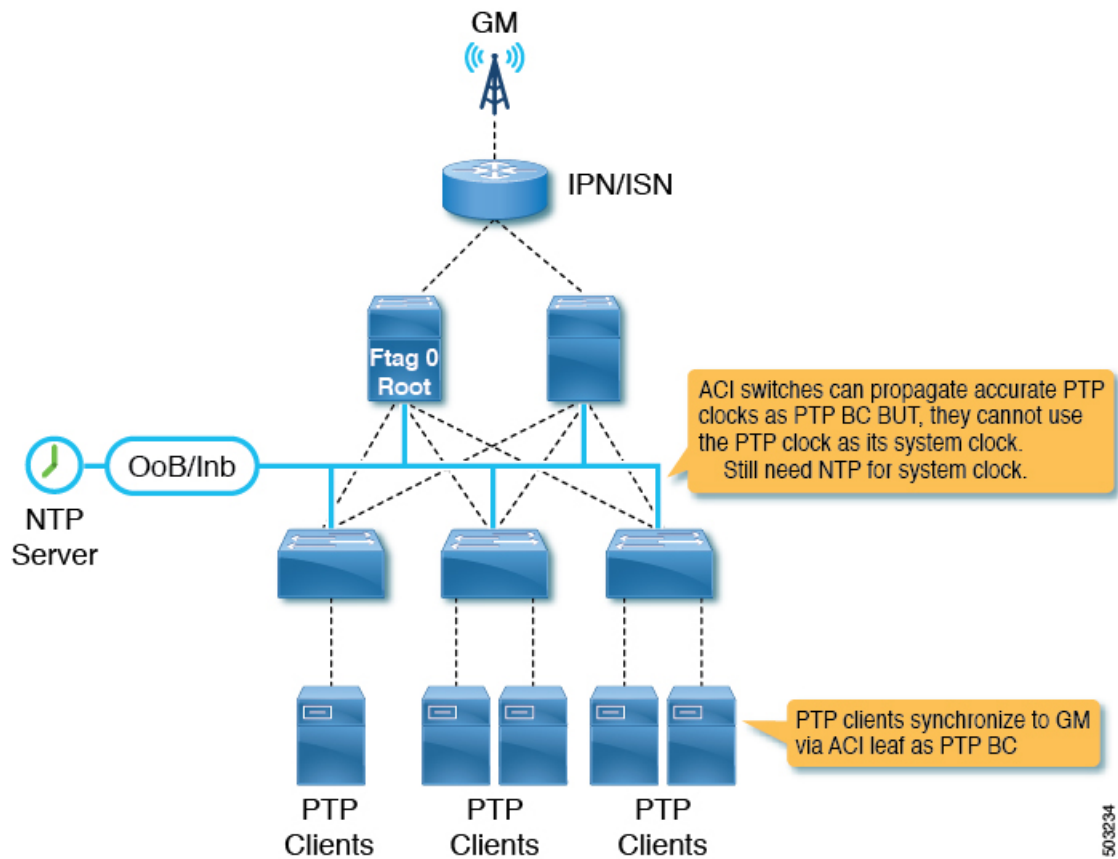 GM
IPN/ISN
Ftag 0
Root
ACI switches can propagate accurate PTP
clocks as PTP BC BUT, they cannot use
the PTP clock as its system clock.
Still need NTP for system clock.
OoB/Inb
NTP
Server
PTP clients synchronize to GM
via ACI leaf as PTP BC
PTP
Clients
PTP
Clients
PTP
Clients
503234